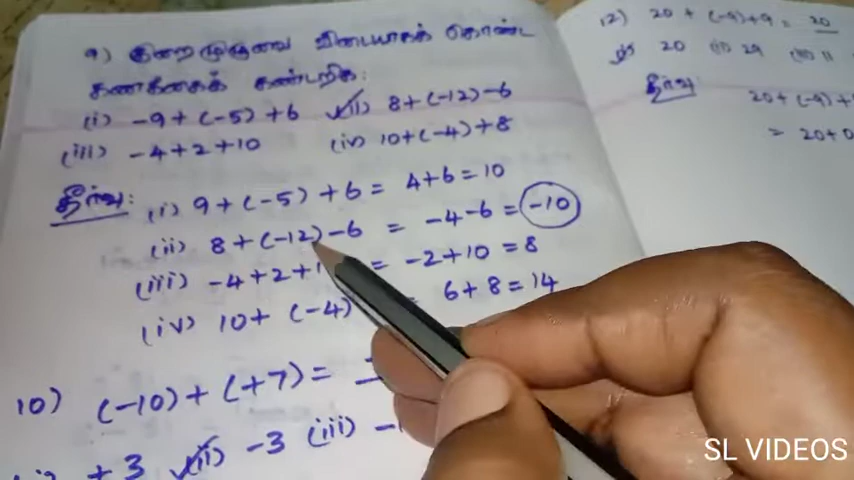 9) குறை முழுவை விடையாகக் கொண்ட
கணக்கைக் கண்டறிக:
(i) -9+(-5)+6 (ii) 8+(-12)-6
(iii) -4+2+10 (iv) 10+(-4)+8
தீர்வு:
(i) 9+(-5)+6 = 4+6=10
(ii) 8+(-12)-6 = -4-6=-10
(iii) -4+2+1 = -2+10=8
(iv) 10+(-4) = 6+8=14
10) (-10)+(+7)=
+3 (ii) -3 (iii) -
12) 20+(-9)+9= 20
20 (ii) 29 (iii) 11
தீர்வு:
20+(-9)+
= 20+0
SL VIDEOS